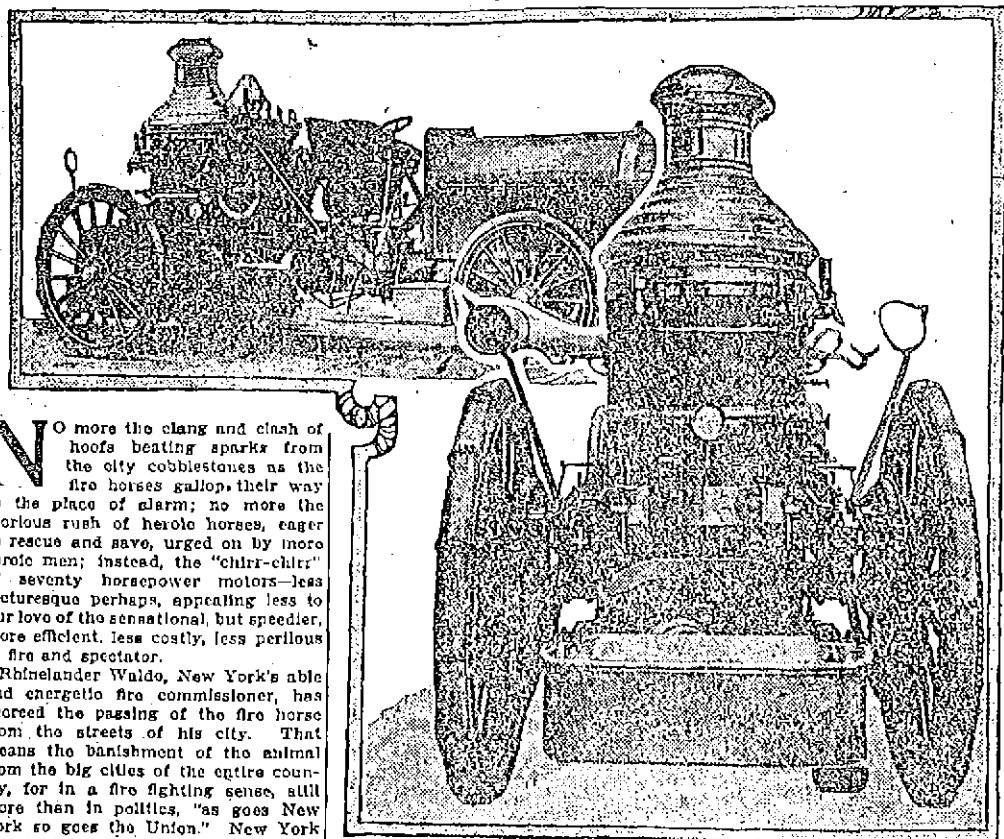 NO more the clang and clash of
hoofs beating sparks from
the city cobblestones as the
fire horses gallop their way
the place of alarm; no more the
orious rush of heroic horses, eager
rescue and save, urged on by more
roic men; instead, the "chirr-chirr"
seventy horsepower motors—less
cturesque perhaps, appealing less to
ur love of the sensational, but speedier,
ore efficient, less costly, less perilous
fire and spectator.
Rhinelander Waldo, New York's able
nd energetic fire commissioner, has
creed the passing of the fire horse
om the streets of his city. That
eans the banishment of the animal
om the big cities of the entire coun-
y, for in a fire fighting sense, still
ore than in politics, "as goes New
ork so goes the Union." New York